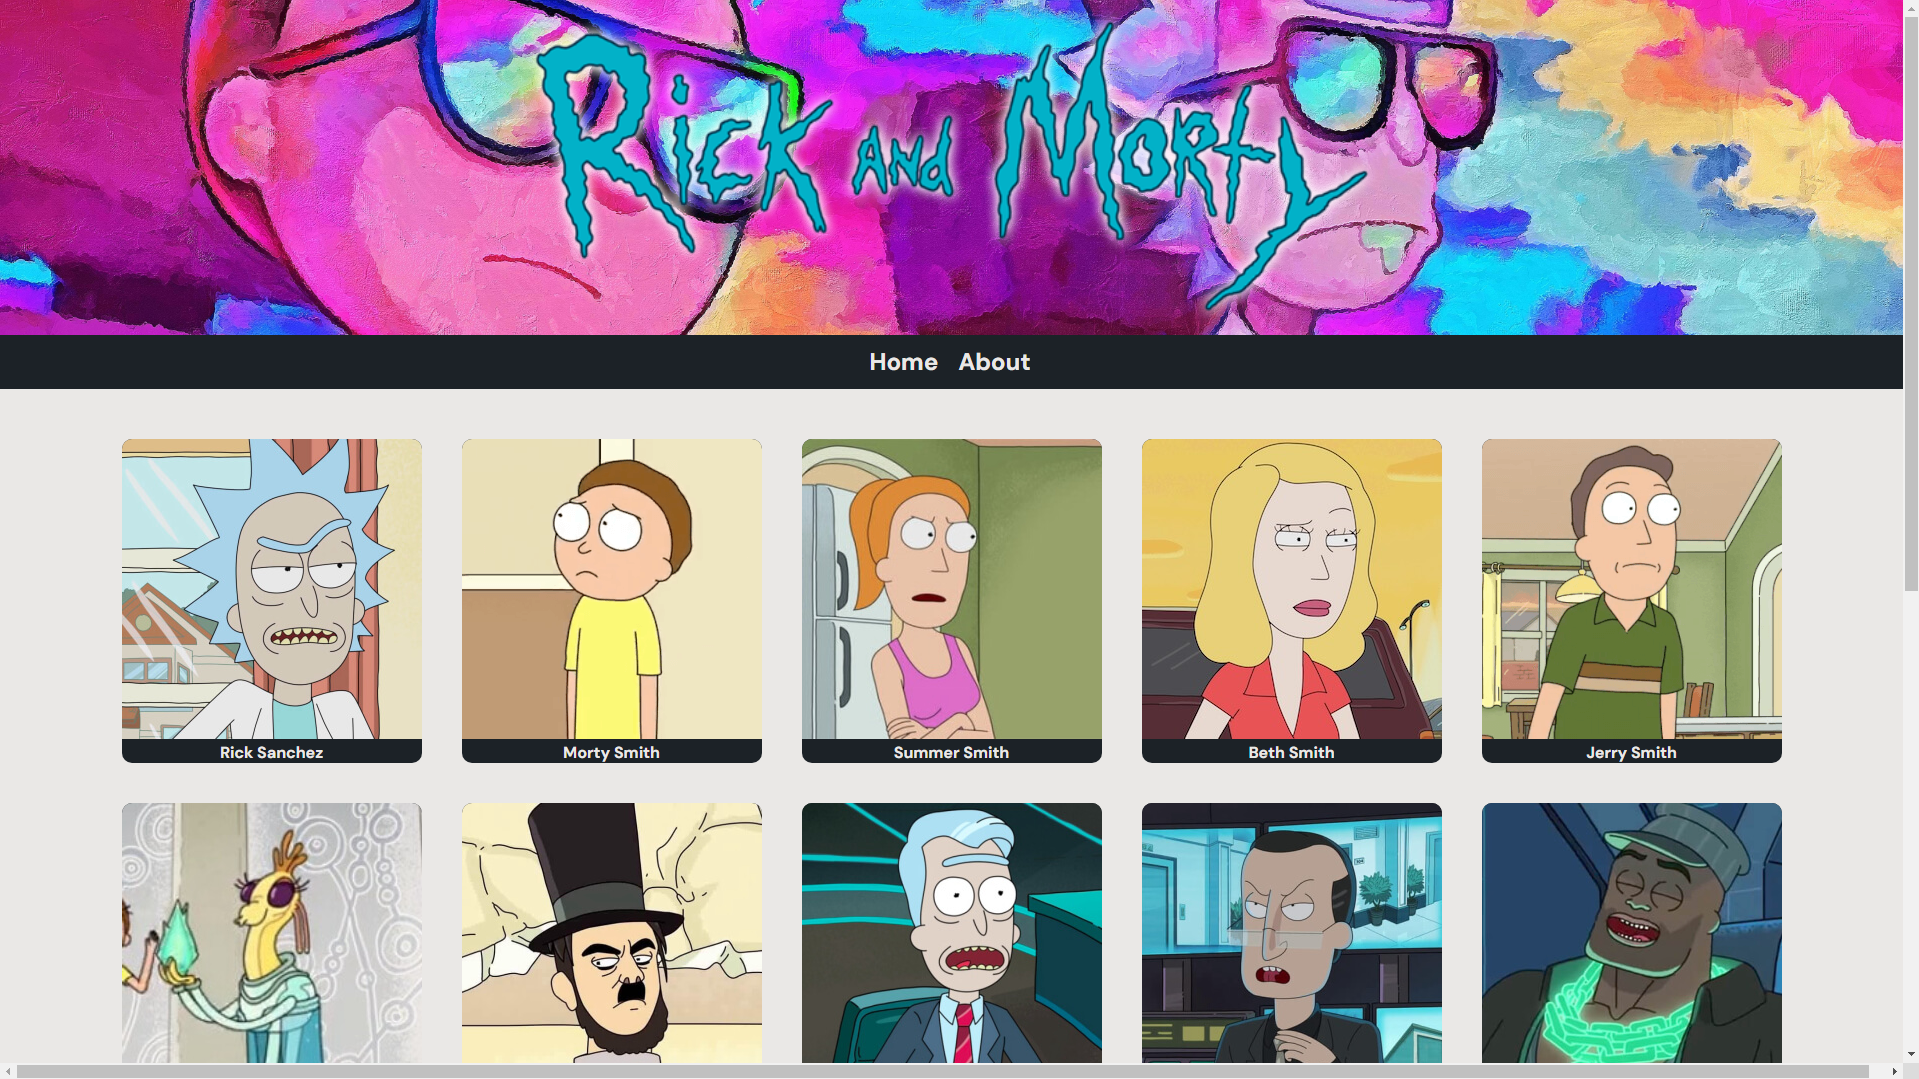 Rick and Morty
Home About
Rick Sanchez
Morty Smith
Summer Smith
Beth Smith
Jerry Smith